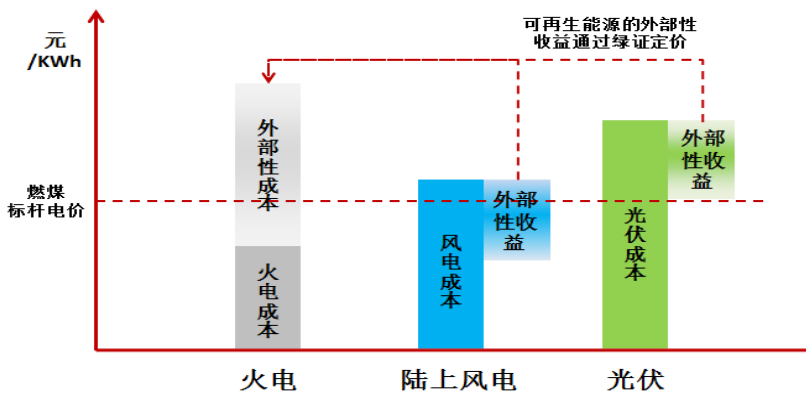 元
/KWh
可再生能源的外部性
收益通过绿证定价
外部性成本
火电成本
燃煤
标杆电价
风电成本
外部
性收
益
光伏成本
外部
性收
益
火电
陆上风电
光伏